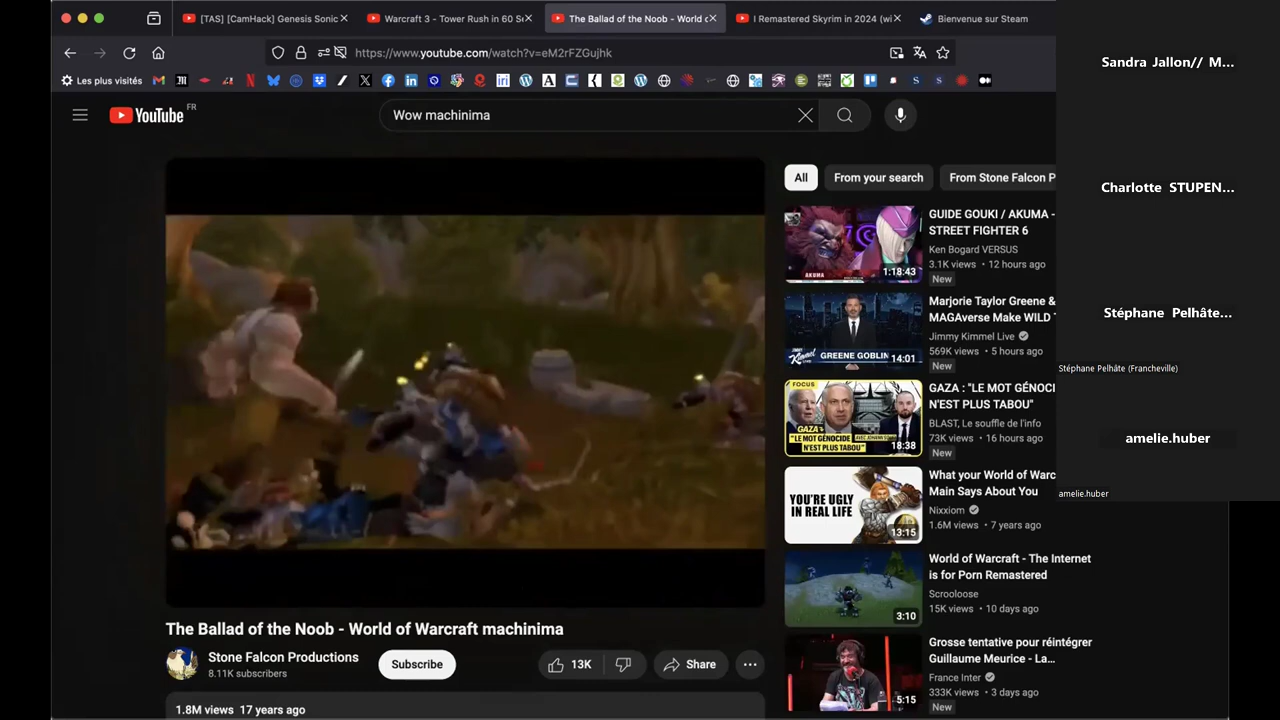 [TAS] [CamHack] Genesis Sonic
Warcraft 3 - Tower Rush in 60 Se
The Ballad of the Noob - World o
I Remastered Skyrim in 2024 (wi
Bienvenue sur Steam
https://www.youtube.com/watch?v=eM2rFZGujhk
Les plus visités
YouTube FR
Wow machinima
All
From your search
From Stone Falcon P
GUIDE GOUKI / AKUMA -
STREET FIGHTER 6
Ken Bogard VERSUS
3.1K views • 12 hours ago
New
AKUMA
1:18:43
Marjorie Taylor Greene &
MAGAverse Make WILD T
Jimmy Kimmel Live
569K views • 5 hours ago
New
GREENE GOBLIN
14:01
GAZA : "LE MOT GÉNOCI
N'EST PLUS TABOU"
BLAST, Le souffle de l'info
73K views • 16 hours ago
New
FOCUS
GAZA
"LE MOT GÉNOCIDE
N'EST PLUS TABOU"
18:38
What your World of Warc
Main Says About You
Nixxiom
1.6M views • 7 years ago
YOU'RE UGLY
IN REAL LIFE
13:15
World of Warcraft - The Internet
is for Porn Remastered
Scrooloose
15K views • 10 days ago
3:10
Grosse tentative pour réintégrer
Guillaume Meurice - La...
France Inter
333K views • 3 days ago
New
5:15
The Ballad of the Noob - World of Warcraft machinima
Stone Falcon Productions
8.11K subscribers
Subscribe
13K
Share
1.8M views 17 years ago
Sandra Jallon// M...
Charlotte STUPEN...
Stéphane Pelhâte...
Stéphane Pelhâte (Francheville)
amelie.huber
amelie.huber